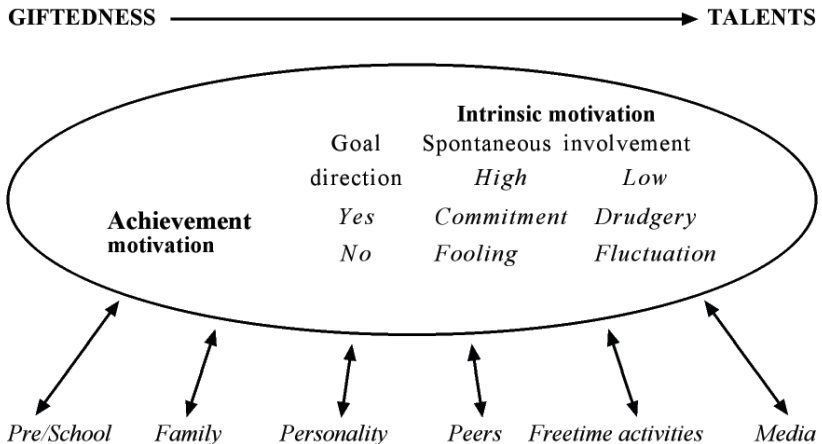 GIFTEDNESS TALENTS
Intrinsic motivation
Goal Spontaneous involvement
direction High Low
Achievement Yes Commitment Drudgery
motivation No Fooling Fluctuation
Pre/School Family Personality Peers Freetime activities Media